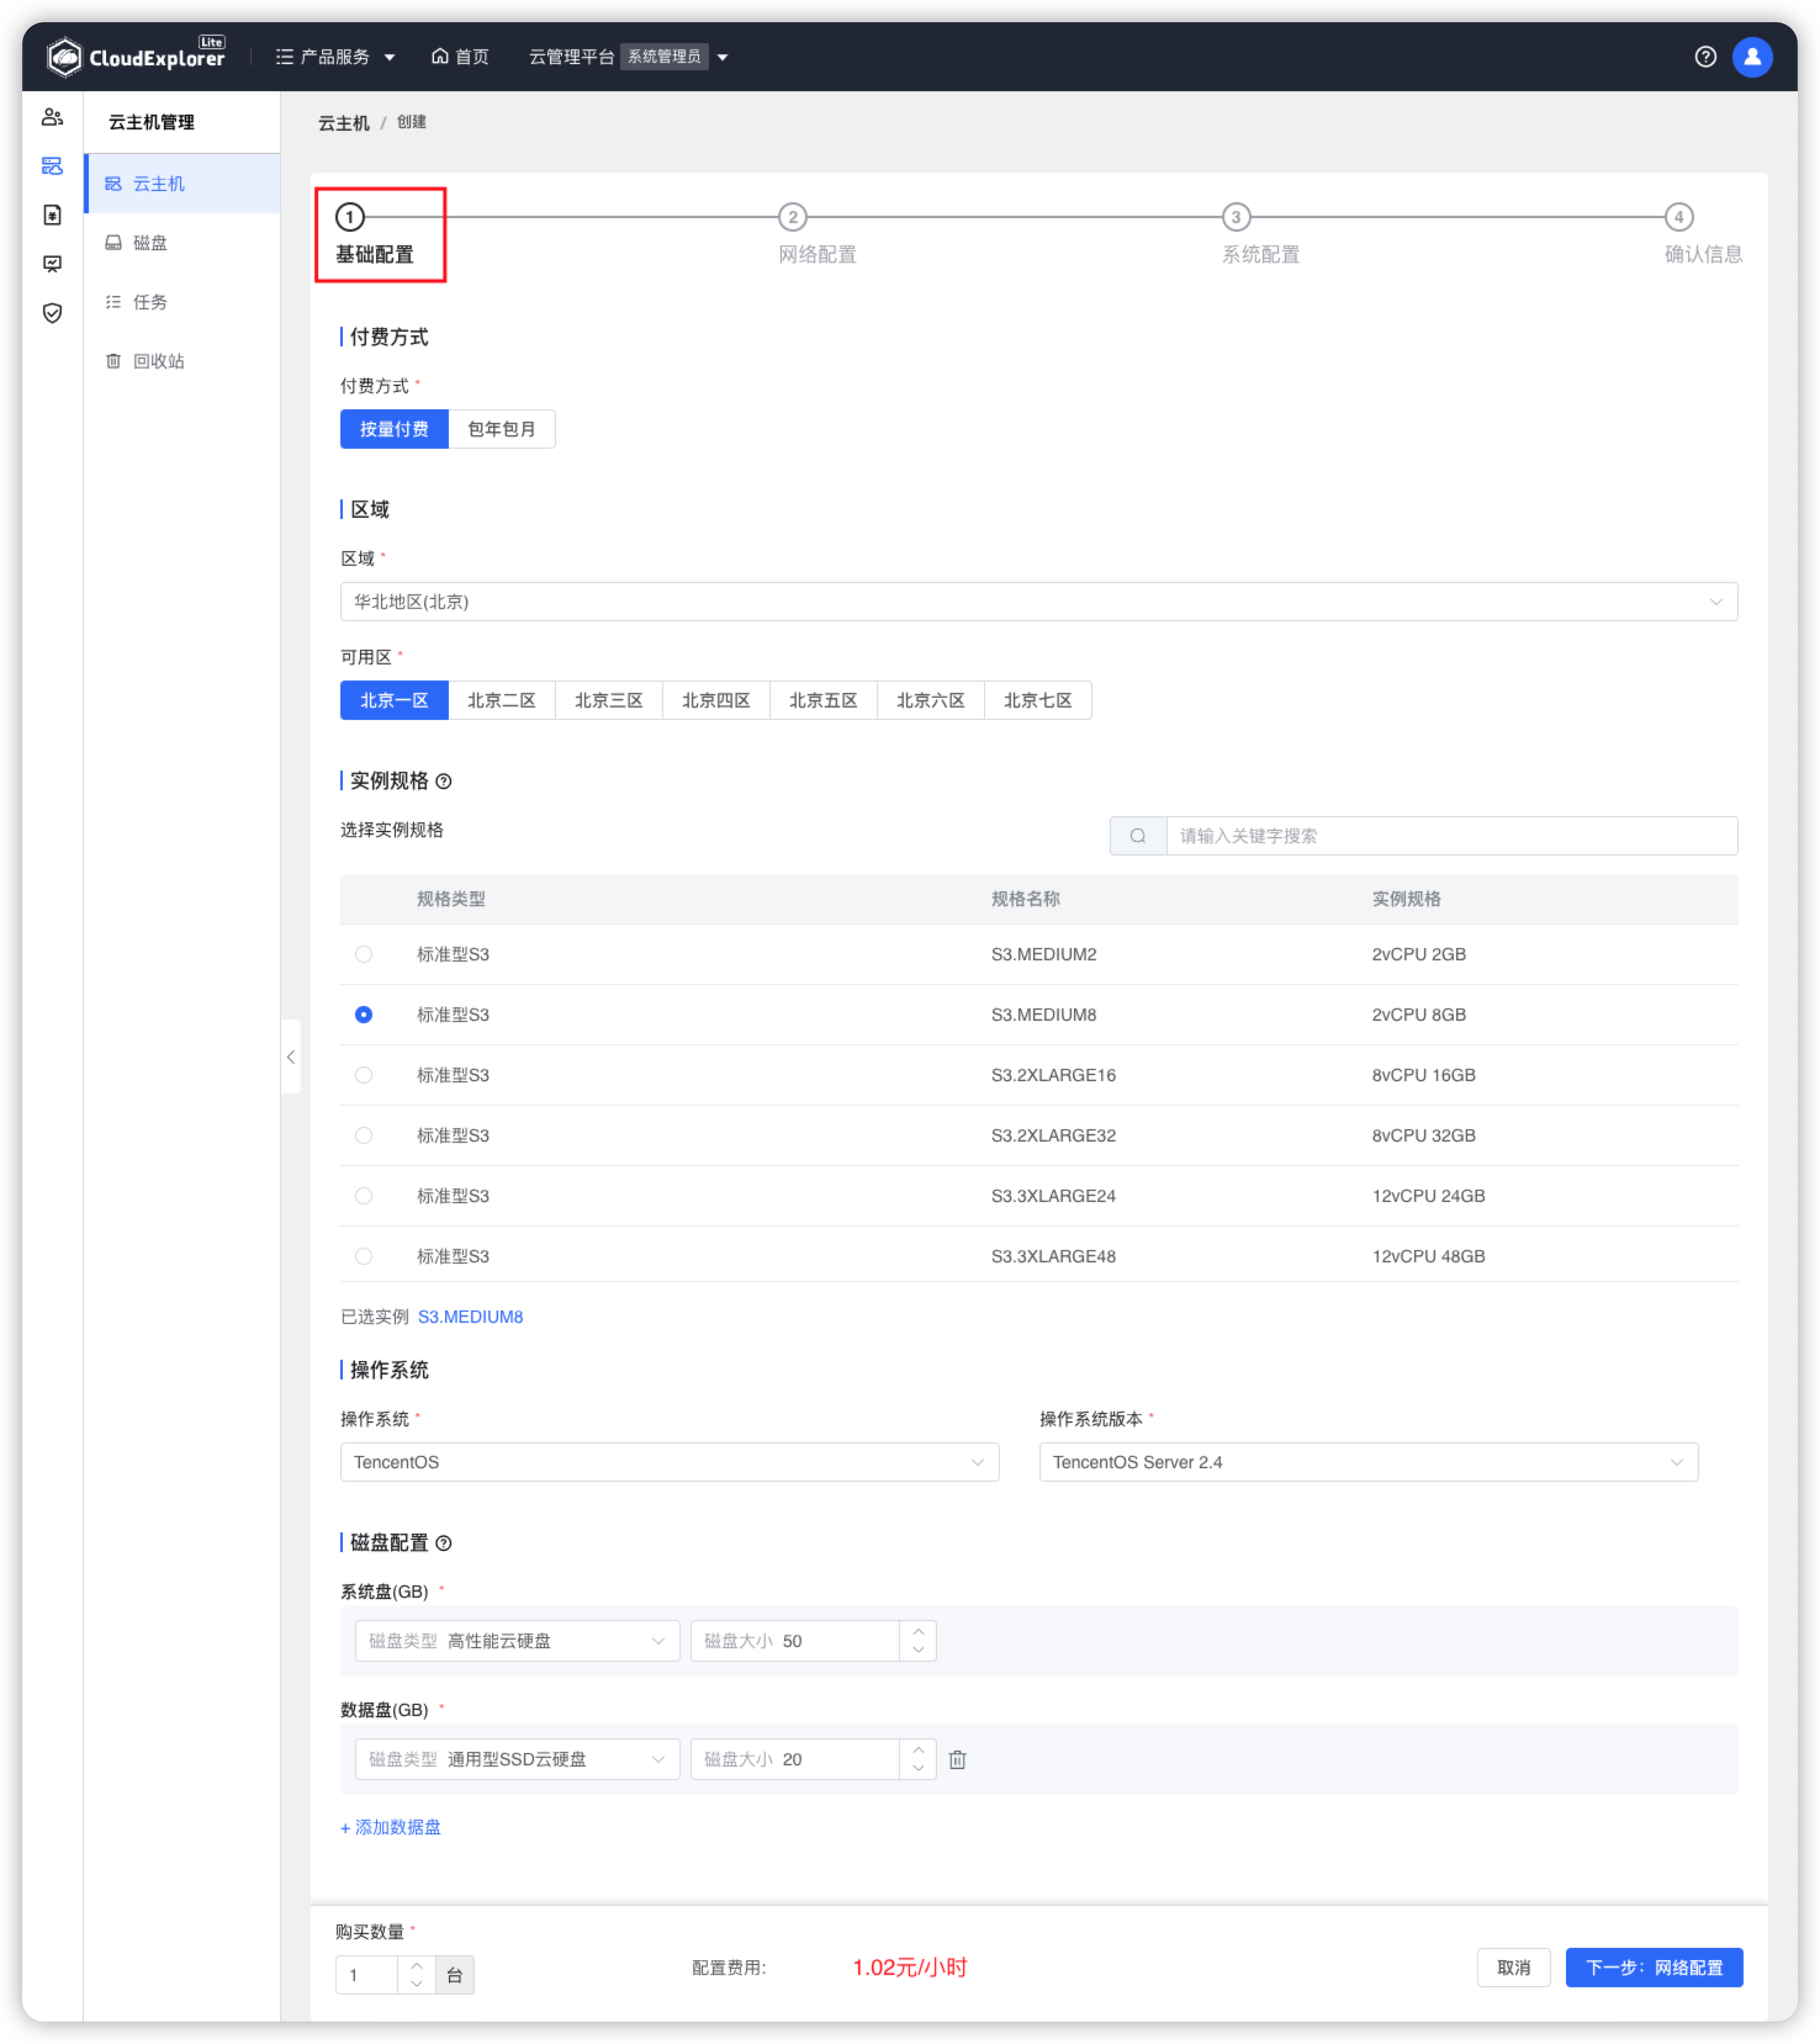 CloudExplorer Lite 产品服务 首页 云管理平台 系统管理员
云主机管理
云主机
磁盘
任务
回收站
云主机 / 创建
1 2 3 4
基础配置 网络配置 系统配置 确认信息
付费方式
付费方式 *
按量付费 包年包月
区域
区域 *
华北地区(北京)
可用区 *
北京一区 北京二区 北京三区 北京四区 北京五区 北京六区 北京七区
实例规格
选择实例规格 请输入关键字搜索
规格类型 规格名称 实例规格
标准型S3 S3.MEDIUM2 2vCPU 2GB
标准型S3 S3.MEDIUM8 2vCPU 8GB
标准型S3 S3.2XLARGE16 8vCPU 16GB
标准型S3 S3.2XLARGE32 8vCPU 32GB
标准型S3 S3.3XLARGE24 12vCPU 24GB
标准型S3 S3.3XLARGE48 12vCPU 48GB
已选实例 S3.MEDIUM8
操作系统
操作系统 * 操作系统版本 *
TencentOS TencentOS Server 2.4
磁盘配置
系统盘(GB) *
磁盘类型 高性能云硬盘 磁盘大小 50
数据盘(GB) *
磁盘类型 通用型SSD云硬盘 磁盘大小 20
+ 添加数据盘
购买数量 *
1 台 配置费用: 1.02元/小时 取消 下一步：网络配置